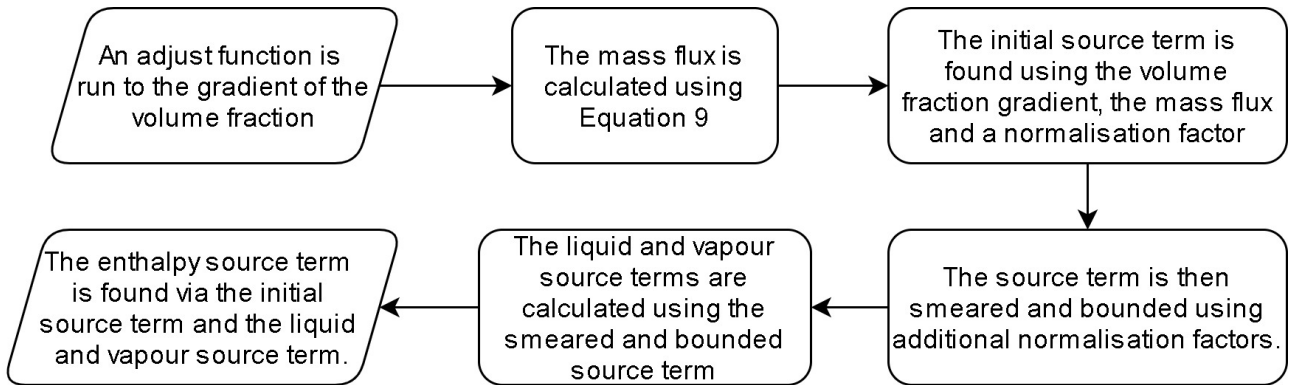 An adjust function is
run to the gradient of the
volume fraction
The mass flux is
calculated using
Equation 9
The initial source term is
found using the volume
fraction gradient, the mass flux
and a normalisation factor
The source term is then
smeared and bounded using
additional normalisation factors.
The liquid and vapour
source terms are
calculated using the
smeared and bounded
source term
The enthalpy source term
is found via the initial
source term and the liquid
and vapour source term.